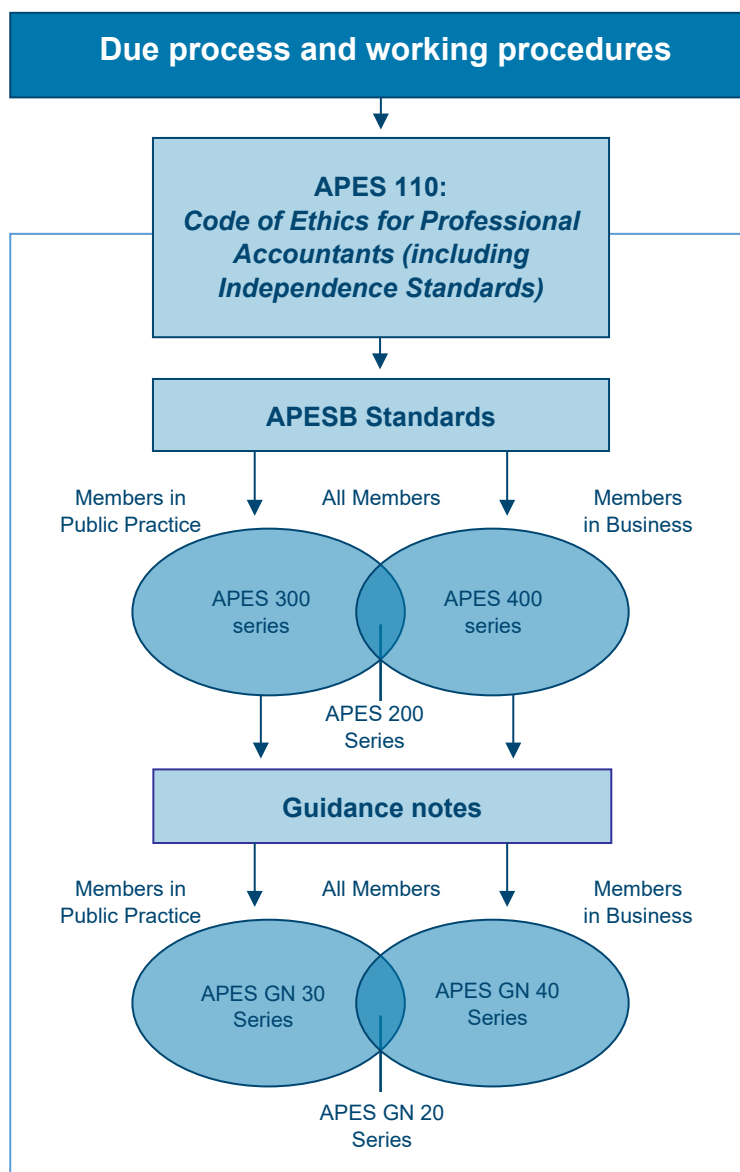 Due process and working procedures
APES 110:
Code of Ethics for Professional
Accountants (including
Independence Standards)
APESB Standards
Members in
Public Practice
All Members
Members
in Business
APES 300
series
APES 400
series
APES 200
Series
Guidance notes
Members in
Public Practice
All Members
Members
in Business
APES GN 30
Series
APES GN 40
Series
APES GN 20
Series